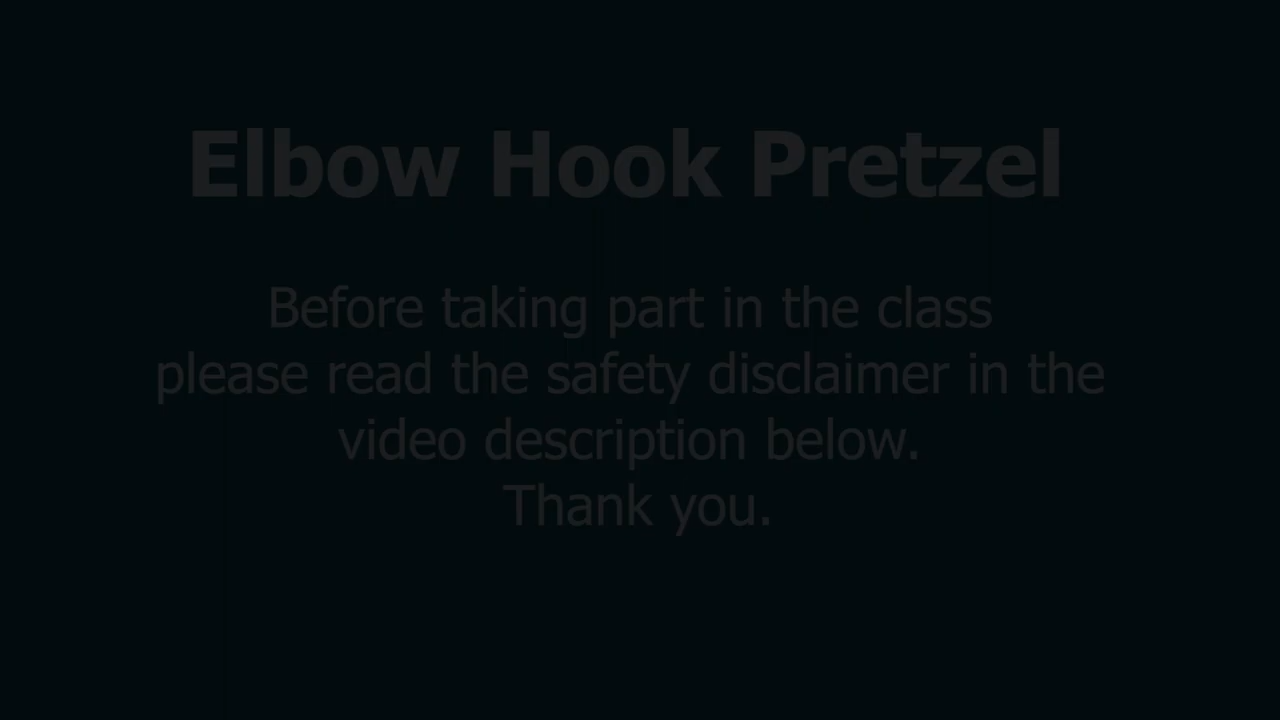 Elbow Hook Pretzel
Before taking part in the class
please read the safety disclaimer in the
video description below.
Thank you.